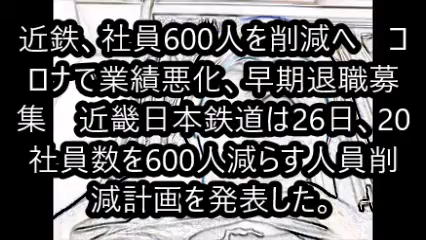 近鉄、社員600人を削減へ　コ
ロナで業績悪化、早期退職募
集　近畿日本鉄道は26日、20
社員数を600人減らす人員削
減計画を発表した。